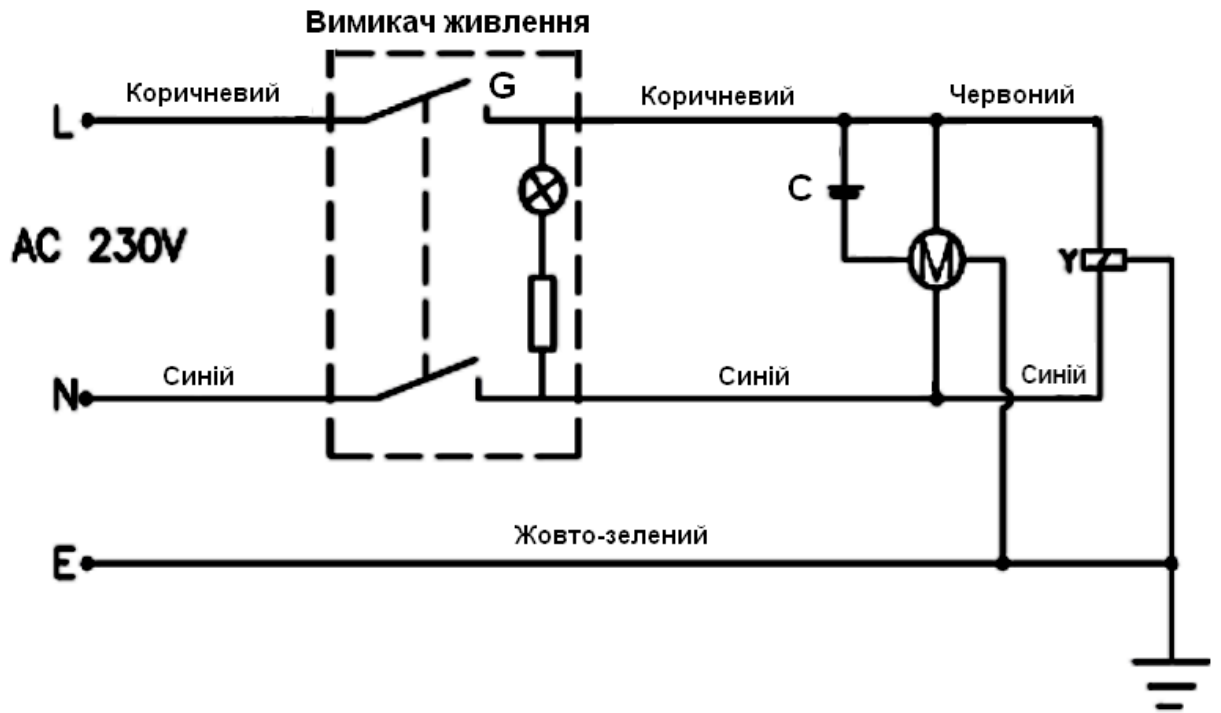 Вимикач живлення
Коричневий
G
Коричневий
Червоний
L
C
AC 230V
M
Y
Синій
Синій
Синій
N
Жовто-зелений
E